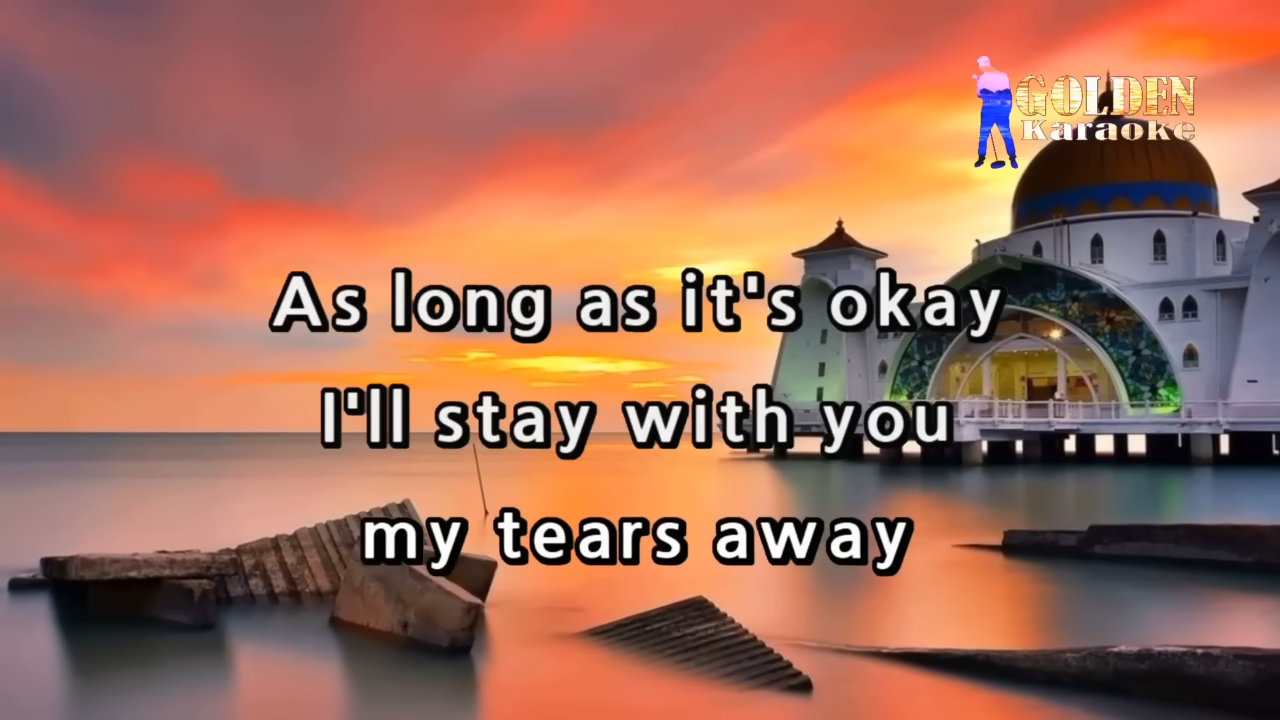 GOLDEN
Karaoke
As long as it's okay
I'll stay with you
my tears away